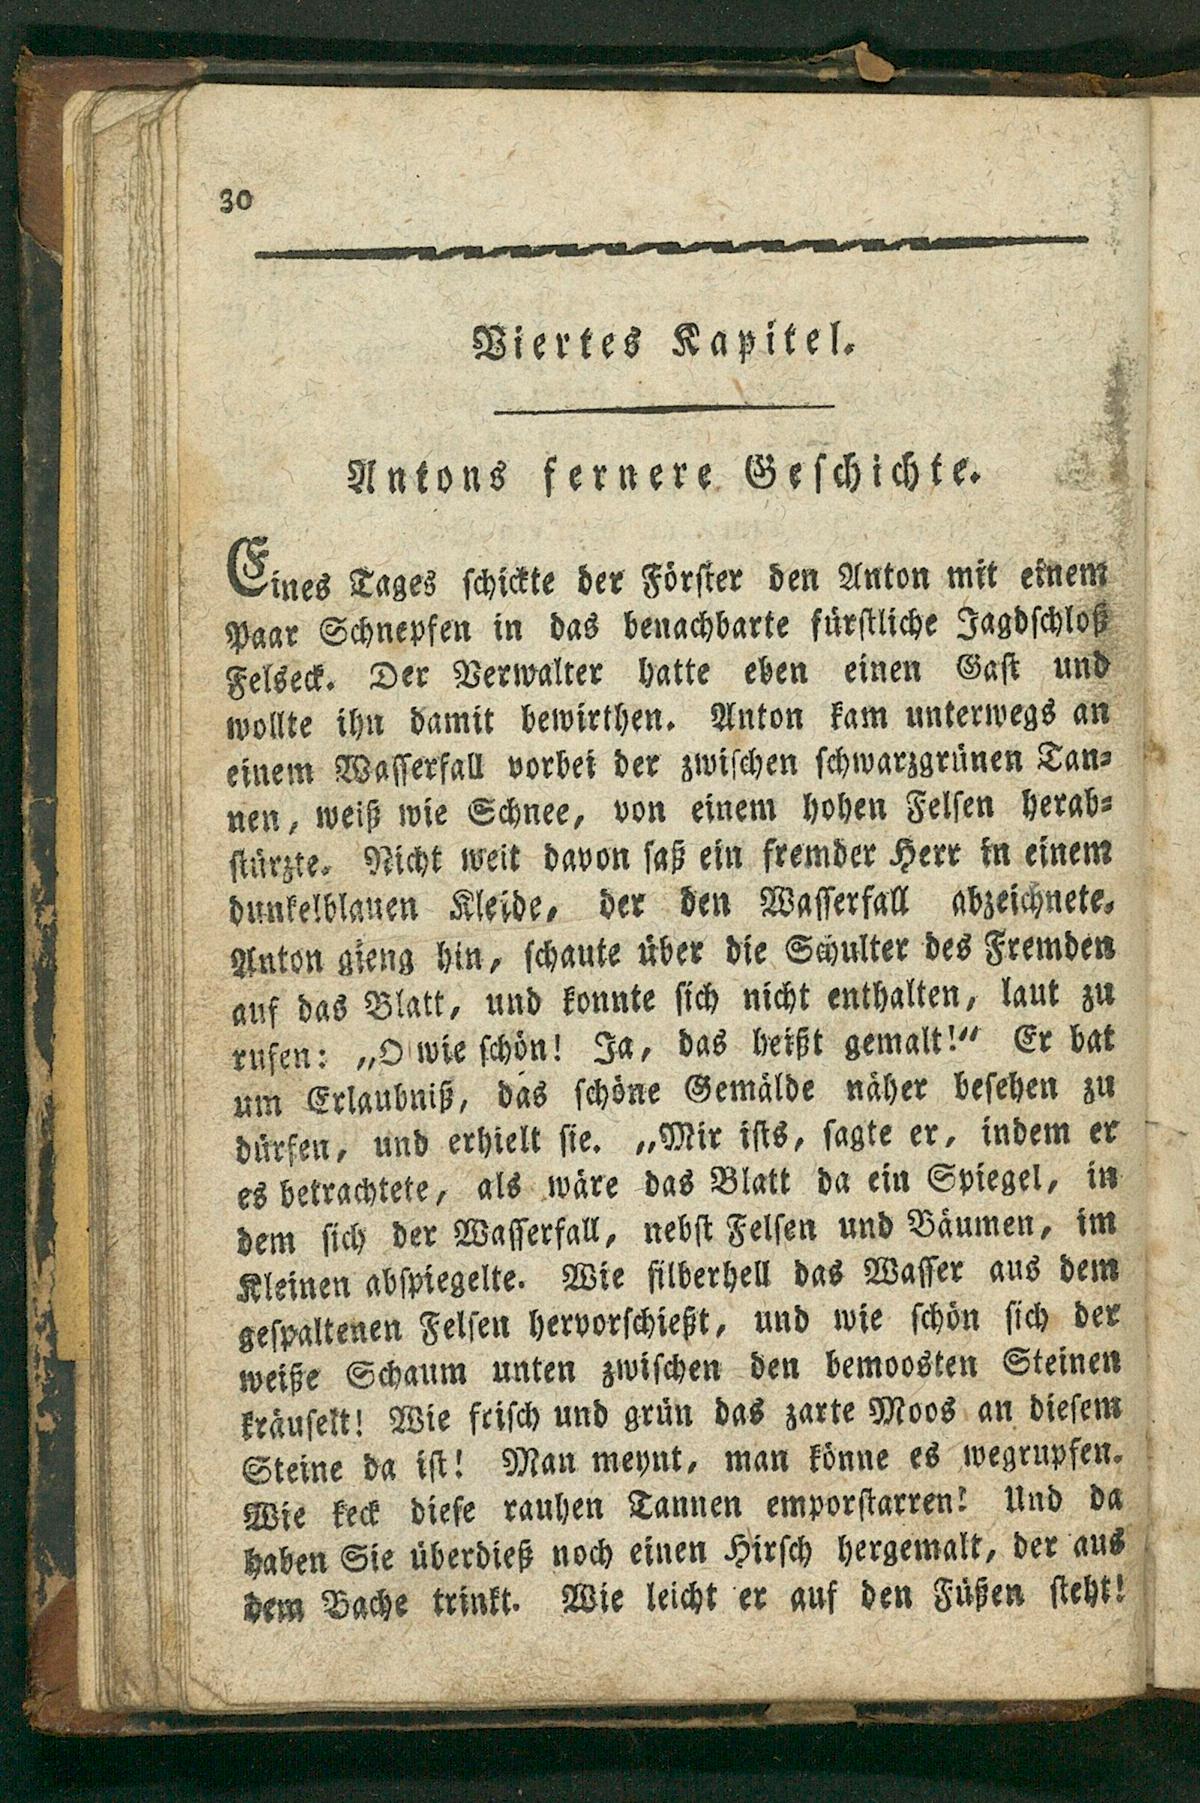 30
Viertes Kapitel.
Antons fernere Geschichte.
Eines Tages schickte der Förster den Anton mit einem
Paar Schnepfen in das benachbarte fürstliche Jagdschloß
Felseck. Der Verwalter hatte eben einen Gast und
wollte ihn damit bewirthen. Anton kam unterwegs an
einem Wasserfall vorbei der zwischen schwarzgrünen Tan-
nen, weiß wie Schnee, von einem hohen Felsen herab-
stürzte. Nicht weit davon saß ein fremder Herr in einem
dunkelblauen Kleide, der den Wasserfall abzeichnete.
Anton gieng hin, schaute über die Schulter des Fremden
auf das Blatt, und konnte sich nicht enthalten, laut zu
rufen: „O wie schön! Ja, das heißt gemalt!“ Er bat
um Erlaubniß, das schöne Gemälde näher besehen zu
dürfen, und erhielt sie. „Mir ists, sagte er, indem er
es betrachtete, als wäre das Blatt da ein Spiegel, in
dem sich der Wasserfall, nebst Felsen und Bäumen, im
Kleinen abspiegelte. Wie silberhell das Wasser aus dem
gespaltenen Felsen hervorschießt, und wie schön sich der
weiße Schaum unten zwischen den bemoosten Steinen
kräuselt! Wie frisch und grün das zarte Moos an diesem
Steine da ist! Man meynt, man könne es wegrupfen.
Wie keck diese rauhen Tannen emporstarren! Und da
haben Sie überdieß noch einen Hirsch hergemalt, der aus
dem Bache trinkt. Wie leicht er auf den Füßen steht!